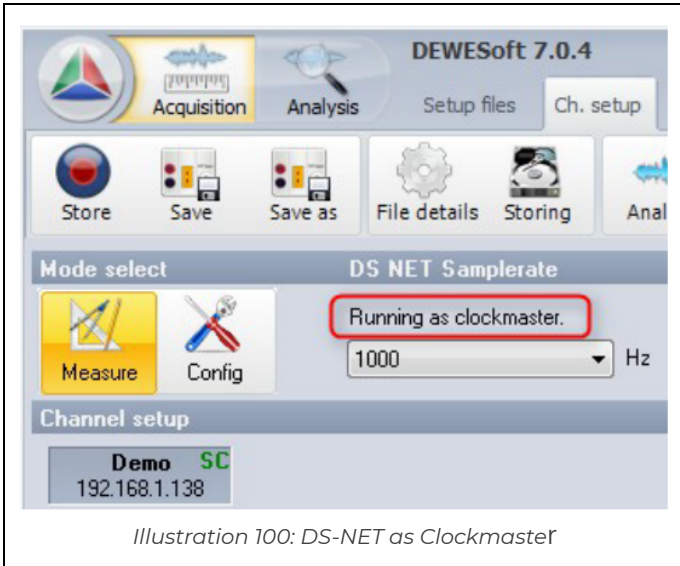 DEWESoft 7.0.4
Acquisition Analysis Setup files Ch. setup
Store Save Save as File details Storing Anal
Mode select DS NET Samplerate
Running as clockmaster.
Measure Config 1000 Hz
Channel setup
Demo SC
192.168.1.138
Illustration 100: DS-NET as Clockmaster